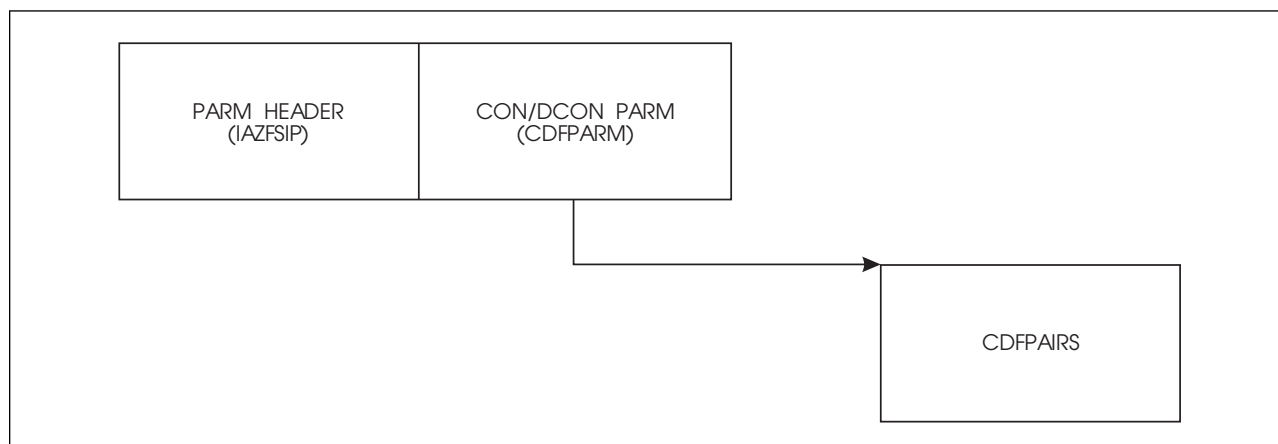 PARM HEADER
(IAZFSIP)
CON/DCON PARM
(CDFPARM)
CDFPAIRS